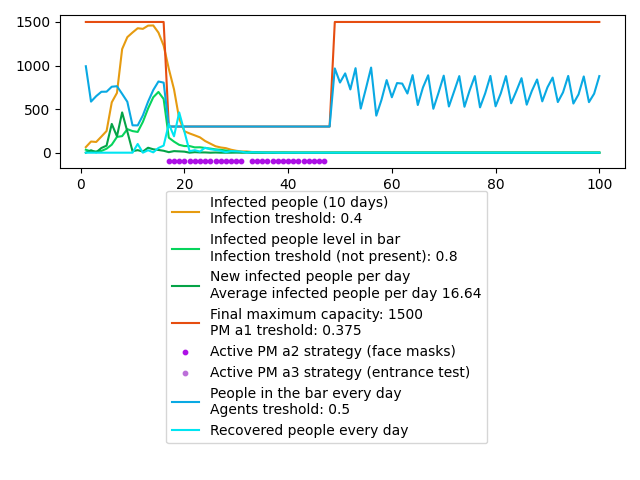 1500
1000
500
0
0 20 40 60 80 100
Infected people (10 days)
Infection treshold: 0.4
Infected people level in bar
Infection treshold (not present): 0.8
New infected people per day
Average infected people per day 16.64
Final maximum capacity: 1500
PM a1 treshold: 0.375
Active PM a2 strategy (face masks)
Active PM a3 strategy (entrance test)
People in the bar every day
Agents treshold: 0.5
Recovered people every day